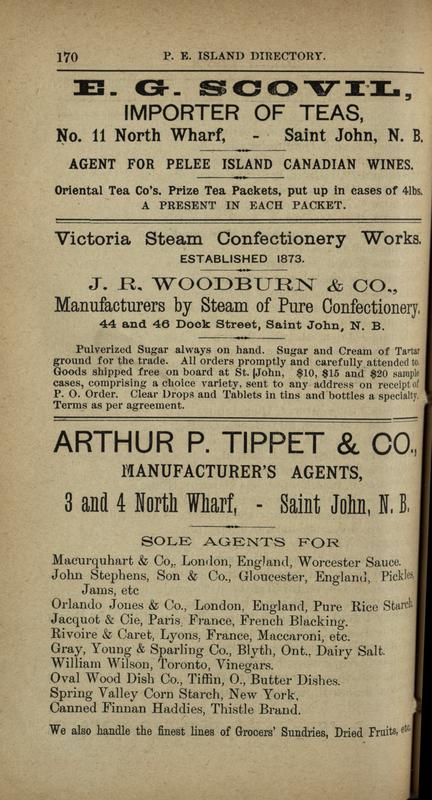 170 P. E. ISLAND DIRECTORY.
E. G. SCOVIL,
IMPORTER OF TEAS,
No. 11 North Wharf, - Saint John, N. B.
AGENT FOR PELEE ISLAND CANADIAN WINES.
Oriental Tea Co's. Prize Tea Packets, put up in cases of 4lbs.
A PRESENT IN EACH PACKET.
Victoria Steam Confectionery Works.
ESTABLISHED 1873.
J. R. WOODBURN & CO.,
Manufacturers by Steam of Pure Confectionery,
44 and 46 Dock Street, Saint John, N. B.
Pulverized Sugar always on hand. Sugar and Cream of Tartar
ground for the trade. All orders promptly and carefully attended to.
Goods shipped free on board at St. John, $10, $15 and $20 sample
cases, comprising a choice variety, sent to any address on receipt of
P. O. Order. Clear Drops and Tablets in tins and bottles a specialty.
Terms as per agreement.
ARTHUR P. TIPPET & CO.,
MANUFACTURER'S AGENTS,
3 and 4 North Wharf, - Saint John, N. B.
SOLE AGENTS FOR
Macurquhart & Co,. London, England, Worcester Sauce.
John Stephens, Son & Co., Gloucester, England, Pickles,
Jams, etc
Orlando Jones & Co., London, England, Pure Rice Starch
Jacquot & Cie, Paris, France, French Blacking.
Rivoire & Caret, Lyons, France, Maccaroni, etc.
Gray, Young & Sparling Co., Blyth, Ont., Dairy Salt.
William Wilson, Toronto, Vinegars.
Oval Wood Dish Co., Tiffin, O., Butter Dishes.
Spring Valley Corn Starch, New York,
Canned Finnan Haddies, Thistle Brand.
We also handle the finest lines of Grocers' Sundries, Dried Fruits, etc.